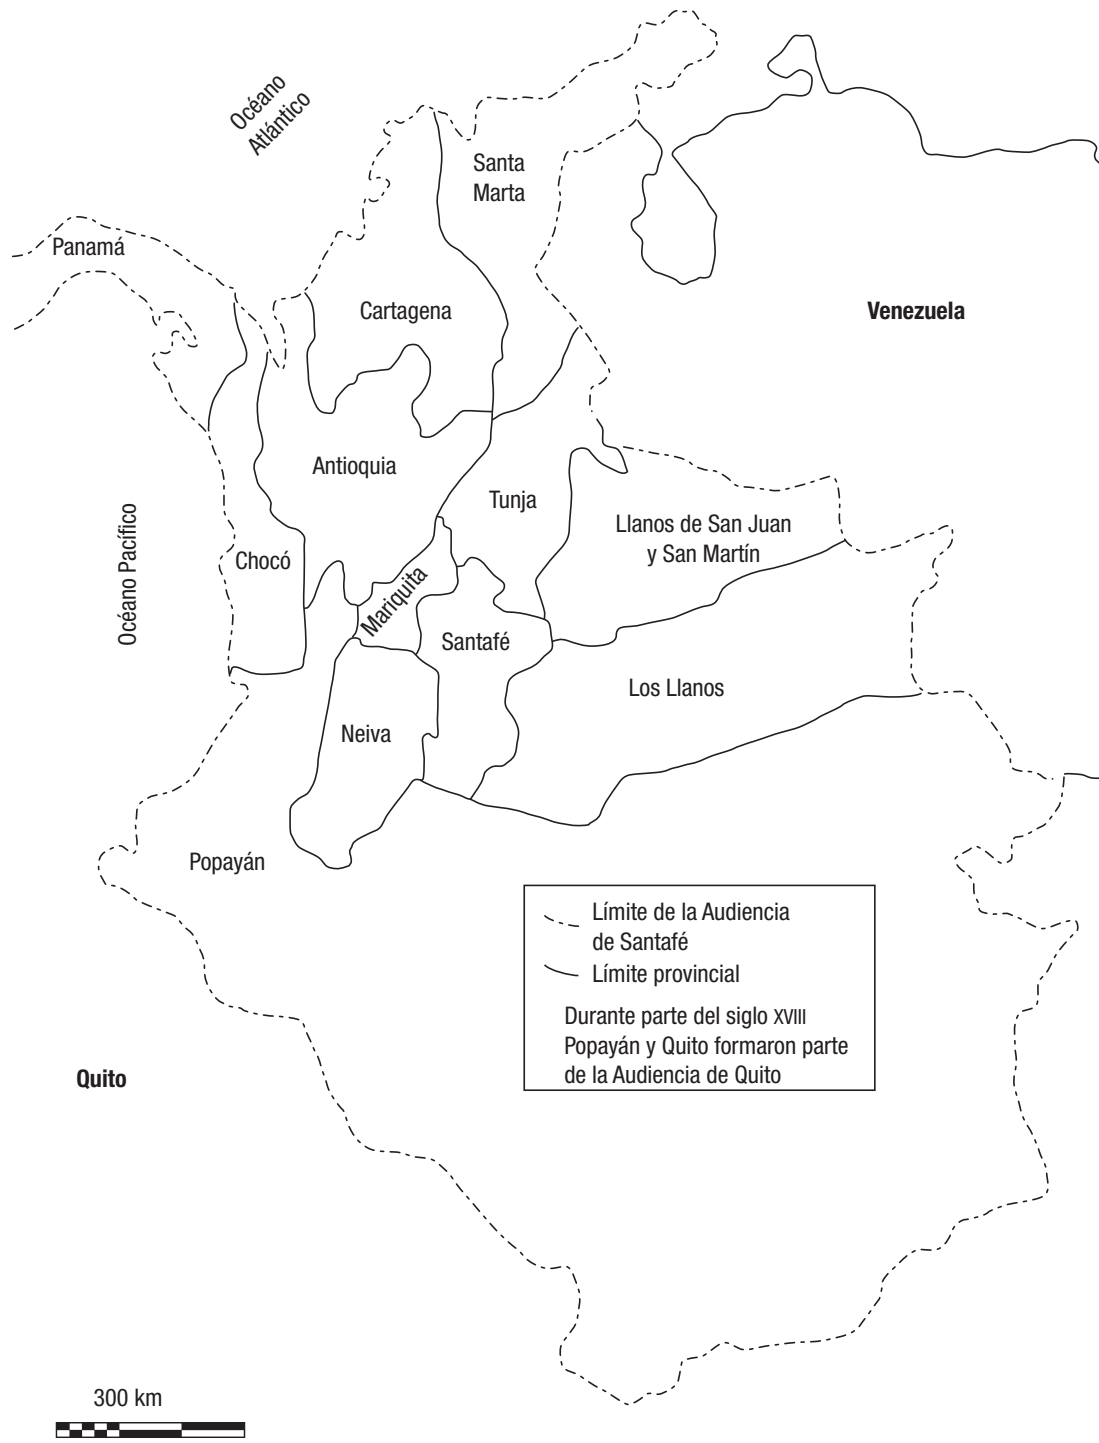 Océano
Atlántico
Santa
Marta
Panamá
Cartagena
Venezuela
Antioquia
Tunja
Llanos de San Juan
y San Martín
Océano Pacífico
Chocó
Mariquita
Santafé
Los Llanos
Neiva
Popayán
Límite de la Audiencia
de Santafé
Límite provincial
Durante parte del siglo XVIII
Popayán y Quito formaron parte
de la Audiencia de Quito
Quito
300 km